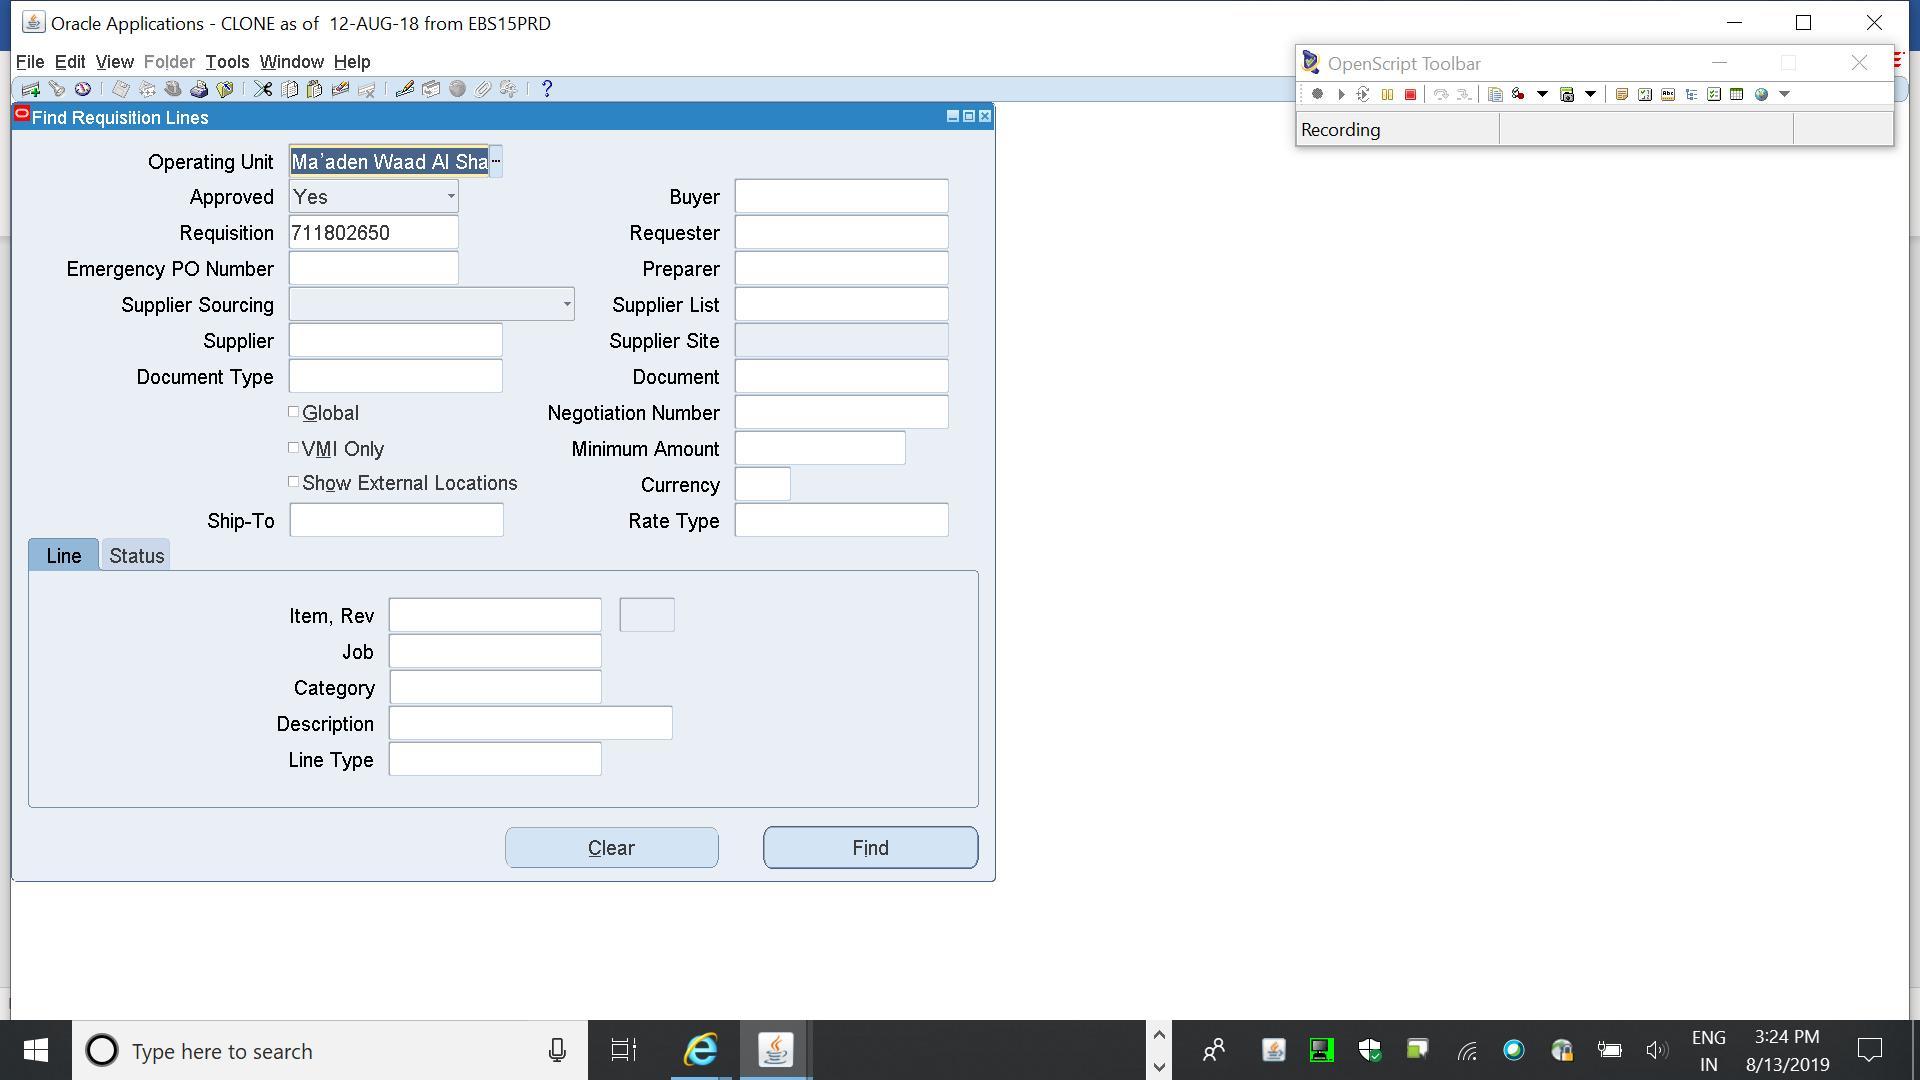 Oracle Applications - CLONE as of  12-AUG-18 from EBS15PRD
File Edit View Folder Tools Window Help
OpenScript Toolbar
Recording
Find Requisition Lines
Operating Unit Ma'aden Waad Al Sha
Approved Yes Buyer
Requisition 711802650 Requester
Emergency PO Number Preparer
Supplier Sourcing Supplier List
Supplier Supplier Site
Document Type Document
Global Negotiation Number
VMI Only Minimum Amount
Show External Locations Currency
Ship-To Rate Type
Line Status
Item, Rev
Job
Category
Description
Line Type
Clear Find
Type here to search
ENG 3:24 PM
IN 8/13/2019